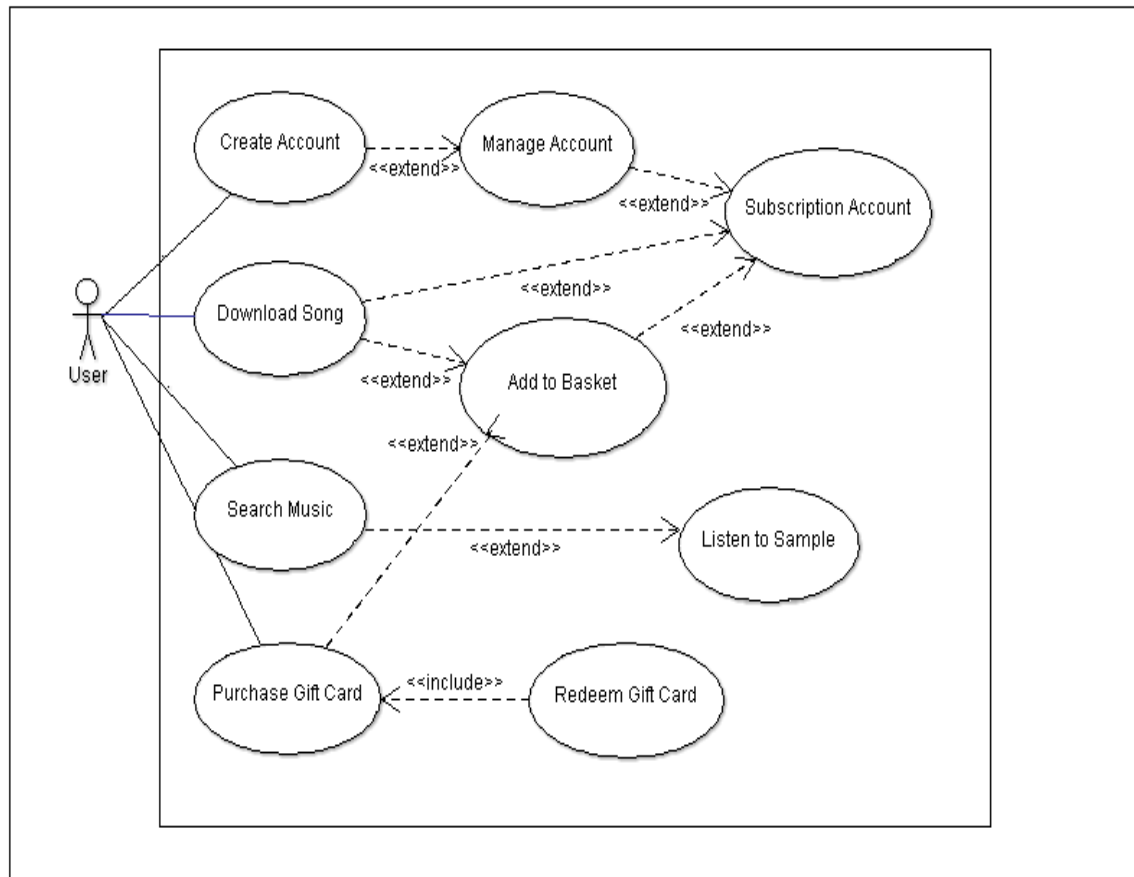 Create Account
<<extend>>
Manage Account
<<extend>>
Subscription Account
User
Download Song
<<extend>>
<<extend>>
Add to Basket
<<extend>>
<<extend>>
Search Music
<<extend>>
Listen to Sample
Purchase Gift Card
<<include>>
Redeem Gift Card